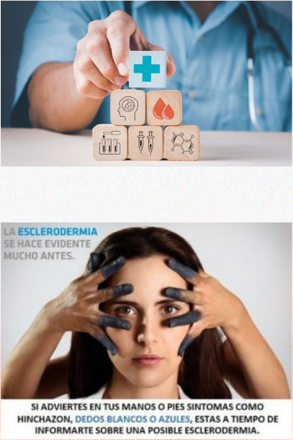 LA ESCLERODERMIA
SE HACE EVIDENTE
MUCHO ANTES.
SI ADVIERTES EN TUS MANOS O PIES SINTOMAS COMO
HINCHAZON, DEDOS BLANCOS O AZULES, ESTAS A TIEMPO DE
INFORMARTE SOBRE UNA POSIBLE ESCLERODERMIA.